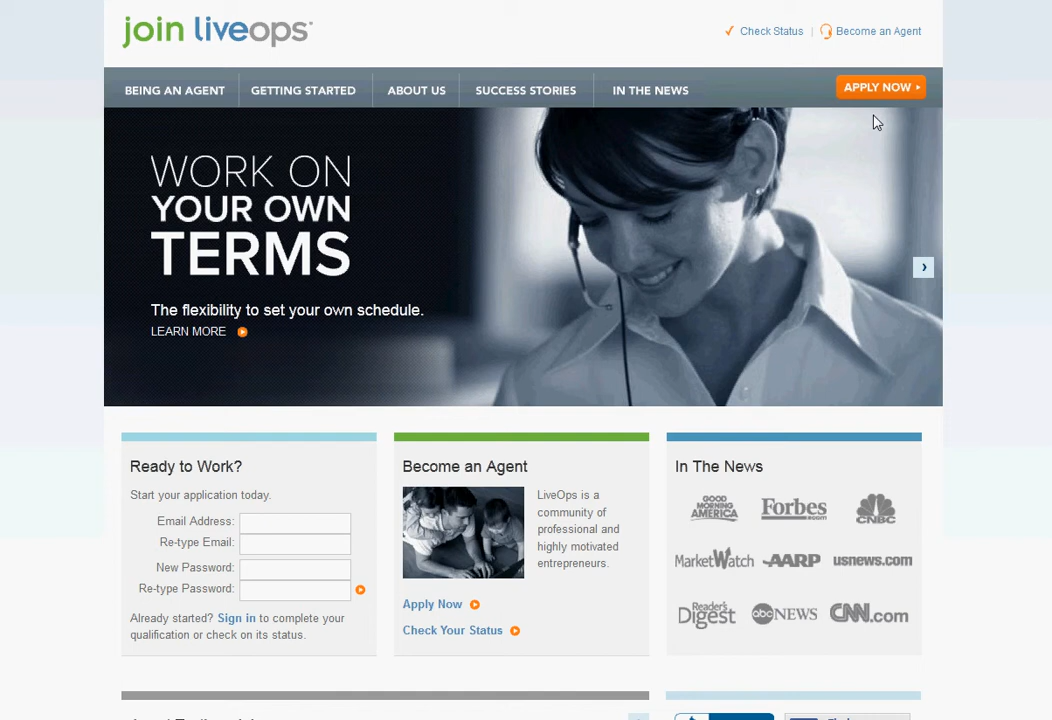 join liveops
Check Status | Become an Agent
BEING AN AGENT GETTING STARTED ABOUT US SUCCESS STORIES IN THE NEWS APPLY NOW
WORK ON
YOUR OWN
TERMS
The flexibility to set your own schedule.
LEARN MORE
Ready to Work?
Start your application today.
Email Address:
Re-type Email:
New Password:
Re-type Password:
Already started? Sign in to complete your
qualification or check on its status.
Become an Agent
LiveOps is a
community of
professional and
highly motivated
entrepreneurs.
Apply Now
Check Your Status
In The News
GOOD
MORNING
AMERICA
Forbes
.com
CNBC
MarketWatch AARP usnews.com
Reader's
Digest
abc NEWS CNN.com